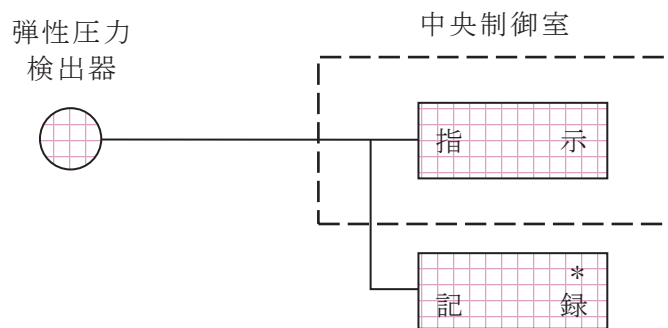 中央制御室
弾性圧力
検出器
指 示
*
記 録